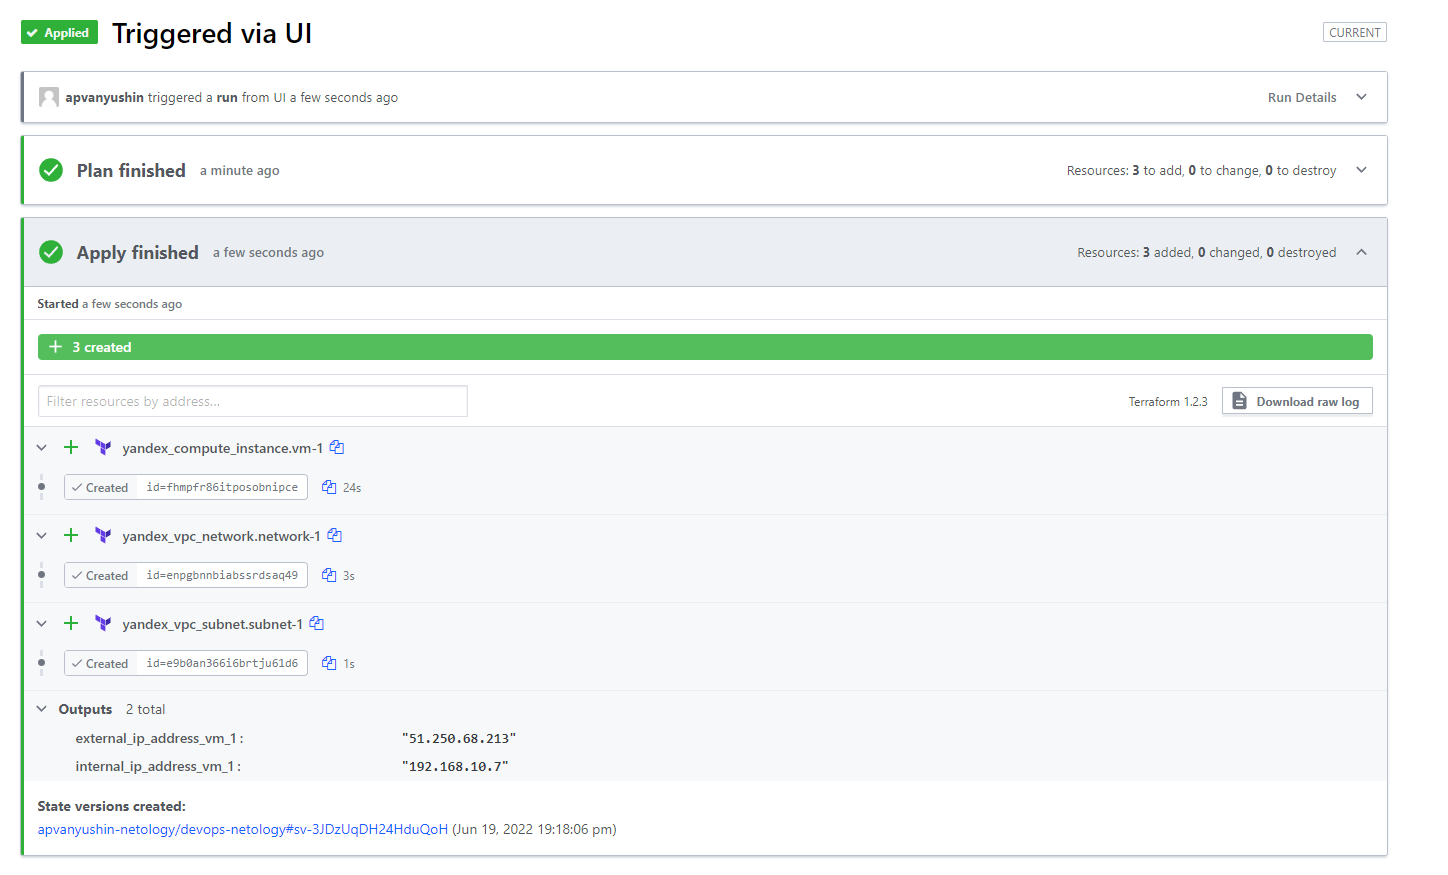 Applied Triggered via UI CURRENT
apvanyushin triggered a run from UI a few seconds ago Run Details
Plan finished a minute ago Resources: 3 to add, 0 to change, 0 to destroy
Apply finished a few seconds ago Resources: 3 added, 0 changed, 0 destroyed
Started a few seconds ago
3 created
Filter resources by address... Terraform 1.2.3 Download raw log
yandex_compute_instance.vm-1
Created id=fhmpfr86itposobnipce 24s
yandex_vpc_network.network-1
Created id=enpgbnnbiabssrdsaq49 3s
yandex_vpc_subnet.subnet-1
Created id=e9b0an366i6brtju61d6 1s
Outputs 2 total
external_ip_address_vm_1 : "51.250.68.213"
internal_ip_address_vm_1 : "192.168.10.7"
State versions created:
apvanyushin-netology/devops-netology#sv-3JDzUqDH24HduQoH (Jun 19, 2022 19:18:06 pm)